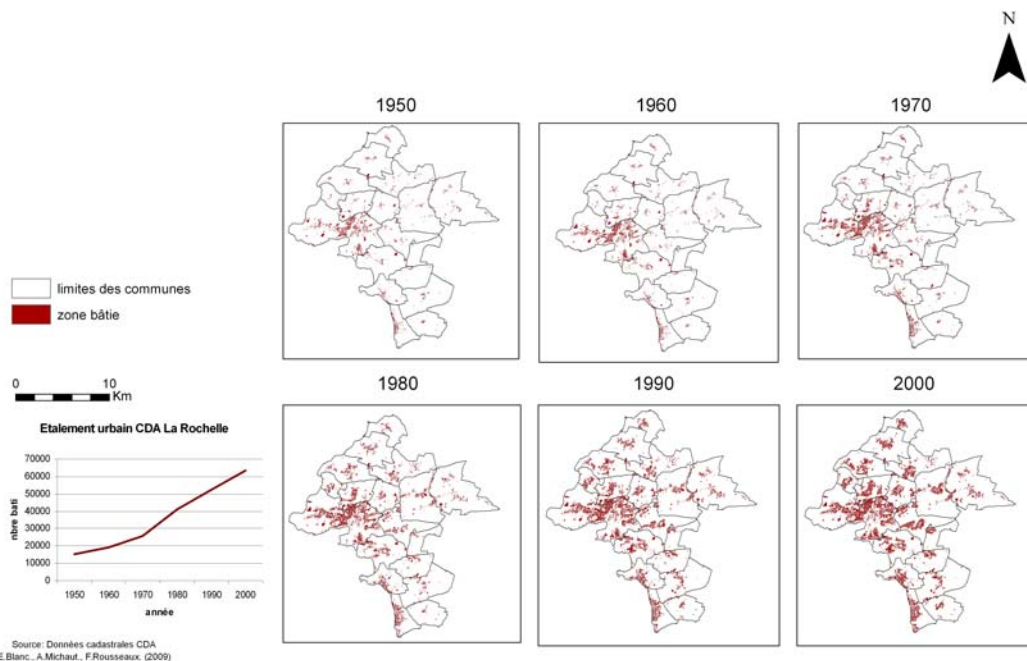 N
1950
1960
1970
limites des communes
zone bâtie
0 10
Km
1980
1990
2000
Etalement urbain CDA La Rochelle
70000
60000
50000
40000
30000
20000
10000
0
nbre bati
1950 1960 1970 1980 1990 2000
année
Source: Données cadastrales CDA
E.Blanc., A.Michaut., F.Rousseaux. (2009)